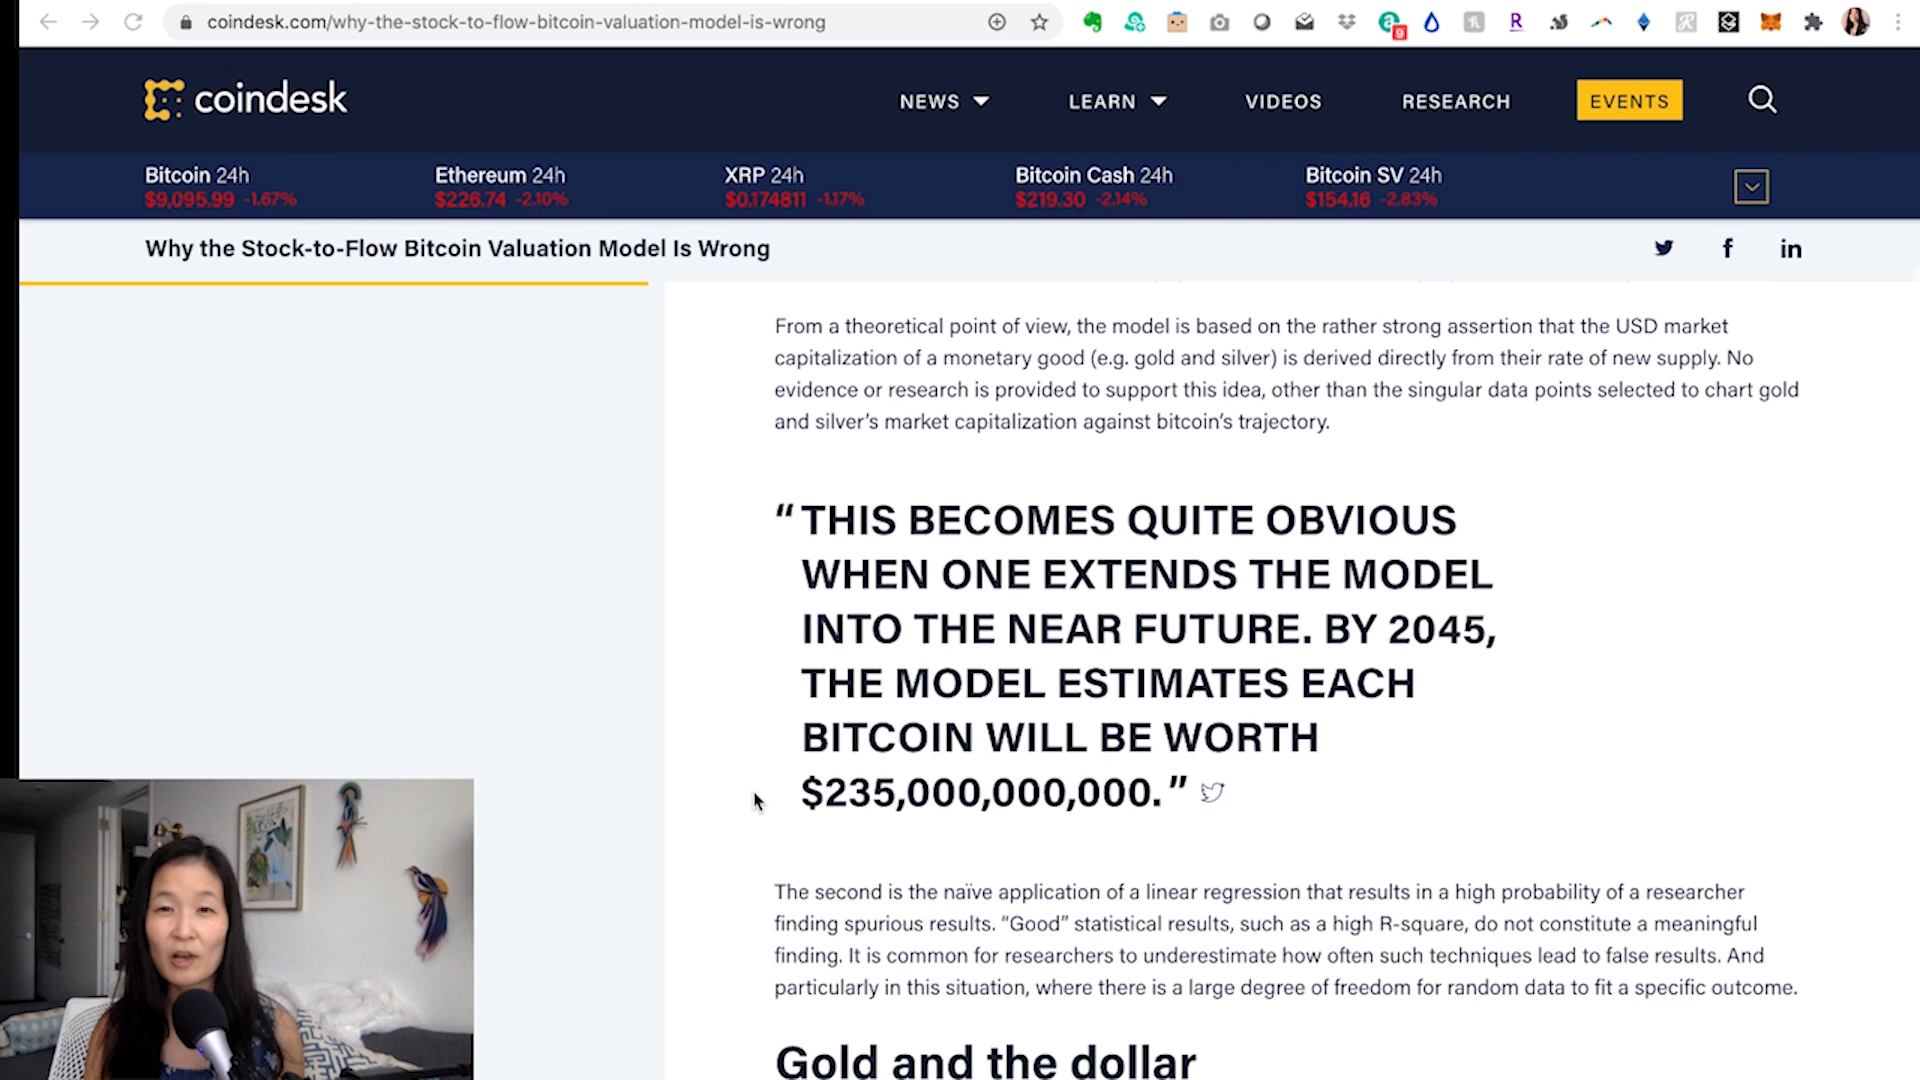 coindesk.com/why-the-stock-to-flow-bitcoin-valuation-model-is-wrong
9
coindesk
NEWS
LEARN
VIDEOS
RESEARCH
EVENTS
Bitcoin 24h
$9,095.99 -1.67%
Ethereum 24h
$226.74 -2.10%
XRP 24h
$0.174811 -1.17%
Bitcoin Cash 24h
$219.30 -2.14%
Bitcoin SV 24h
$154.16 -2.83%
Why the Stock-to-Flow Bitcoin Valuation Model Is Wrong
From a theoretical point of view, the model is based on the rather strong assertion that the USD market
capitalization of a monetary good (e.g. gold and silver) is derived directly from their rate of new supply. No
evidence or research is provided to support this idea, other than the singular data points selected to chart gold
and silver's market capitalization against bitcoin's trajectory.
“THIS BECOMES QUITE OBVIOUS
WHEN ONE EXTENDS THE MODEL
INTO THE NEAR FUTURE. BY 2045,
THE MODEL ESTIMATES EACH
BITCOIN WILL BE WORTH
$235,000,000,000.”
The second is the naïve application of a linear regression that results in a high probability of a researcher
finding spurious results. “Good” statistical results, such as a high R-square, do not constitute a meaningful
finding. It is common for researchers to underestimate how often such techniques lead to false results. And
particularly in this situation, where there is a large degree of freedom for random data to fit a specific outcome.
Gold and the dollar